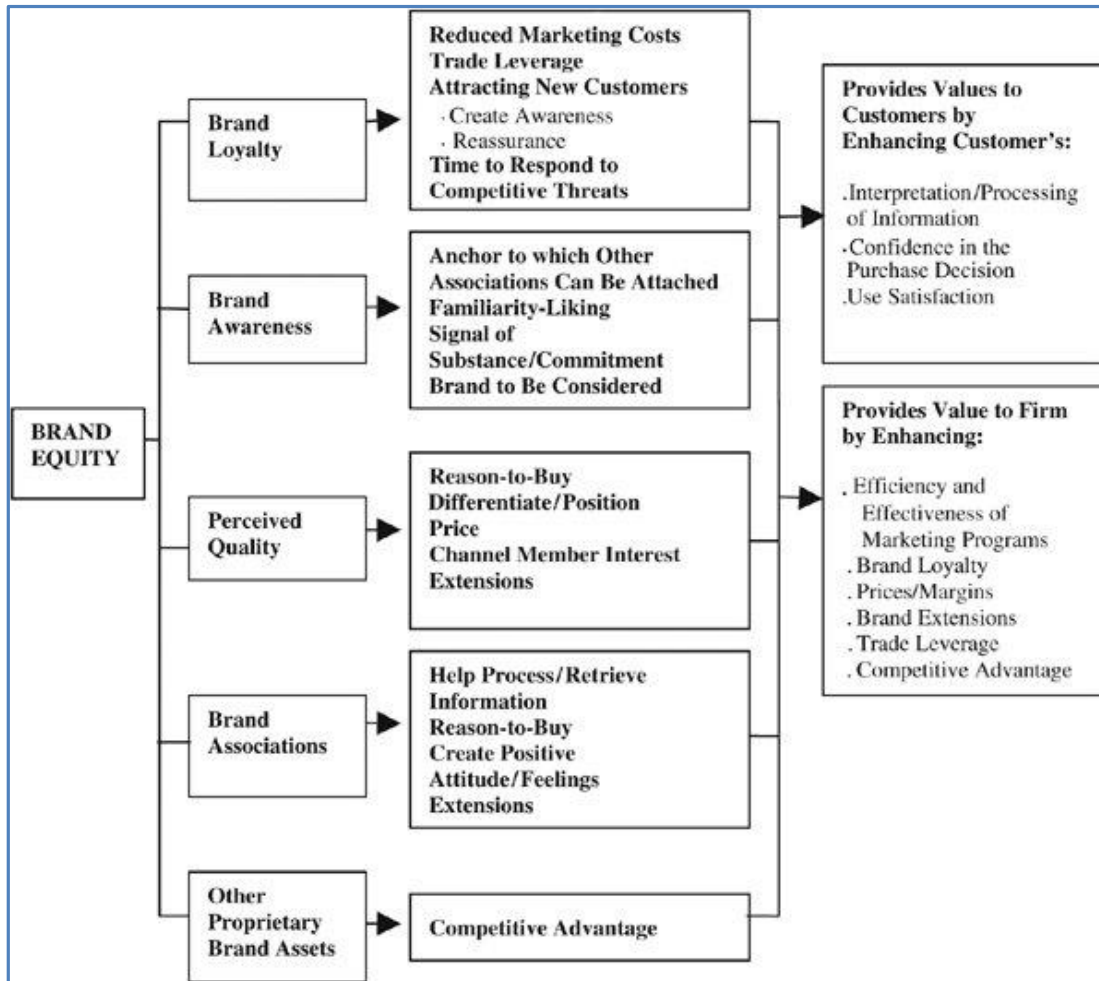 BRAND
EQUITY
Brand
Loyalty
Reduced Marketing Costs
Trade Leverage
Attracting New Customers
· Create Awareness
· Reassurance
Time to Respond to
Competitive Threats
Brand
Awareness
Anchor to which Other
Associations Can Be Attached
Familiarity-Liking
Signal of
Substance/Commitment
Brand to Be Considered
Perceived
Quality
Reason-to-Buy
Differentiate/Position
Price
Channel Member Interest
Extensions
Brand
Associations
Help Process/Retrieve
Information
Reason-to-Buy
Create Positive
Attitude/Feelings
Extensions
Other
Proprietary
Brand Assets
Competitive Advantage
Provides Values to
Customers by
Enhancing Customer's:
.Interpretation/Processing
of Information
.Confidence in the
Purchase Decision
.Use Satisfaction
Provides Value to Firm
by Enhancing:
. Efficiency and
Effectiveness of
Marketing Programs
. Brand Loyalty
. Prices/Margins
. Brand Extensions
. Trade Leverage
. Competitive Advantage